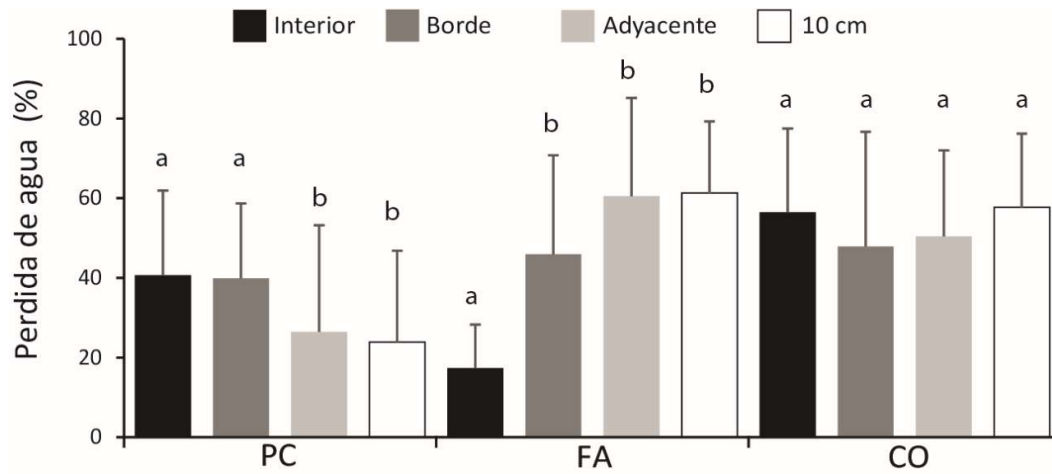 Interior Borde Adyacente 10 cm
Perdida de agua (%)
100
80
60
40
20
0
a a b b a b b b a a a a
PC FA CO